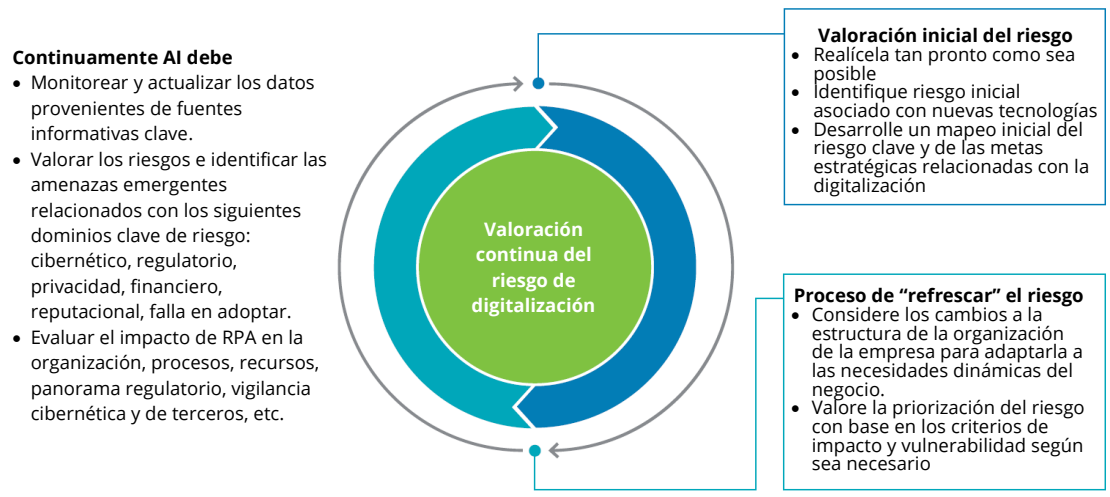 Continuamente AI debe
• Monitorear y actualizar los datos
provenientes de fuentes
informativas clave.
• Valorar los riesgos e identificar las
amenazas emergentes
relacionados con los siguientes
dominios clave de riesgo:
cibernético, regulatorio,
privacidad, financiero,
reputacional, falla en adoptar.
• Evaluar el impacto de RPA en la
organización, procesos, recursos,
panorama regulatorio, vigilancia
cibernética y de terceros, etc.
Valoración
continua del
riesgo de
digitalización
Valoración inicial del riesgo
• Realícela tan pronto como sea
posible
• Identifique riesgo inicial
asociado con nuevas tecnologías
• Desarrolle un mapeo inicial del
riesgo clave y de las metas
estratégicas relacionadas con la
digitalización
Proceso de “refrescar” el riesgo
• Considere los cambios a la
estructura de la organización
de la empresa para adaptarla a
las necesidades dinámicas del
negocio.
• Valore la priorización del riesgo
con base en los criterios de
impacto y vulnerabilidad según
sea necesario